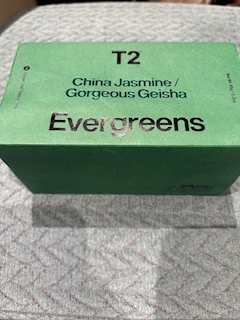 T2
China Jasmine /
Gorgeous Geisha
Evergreens